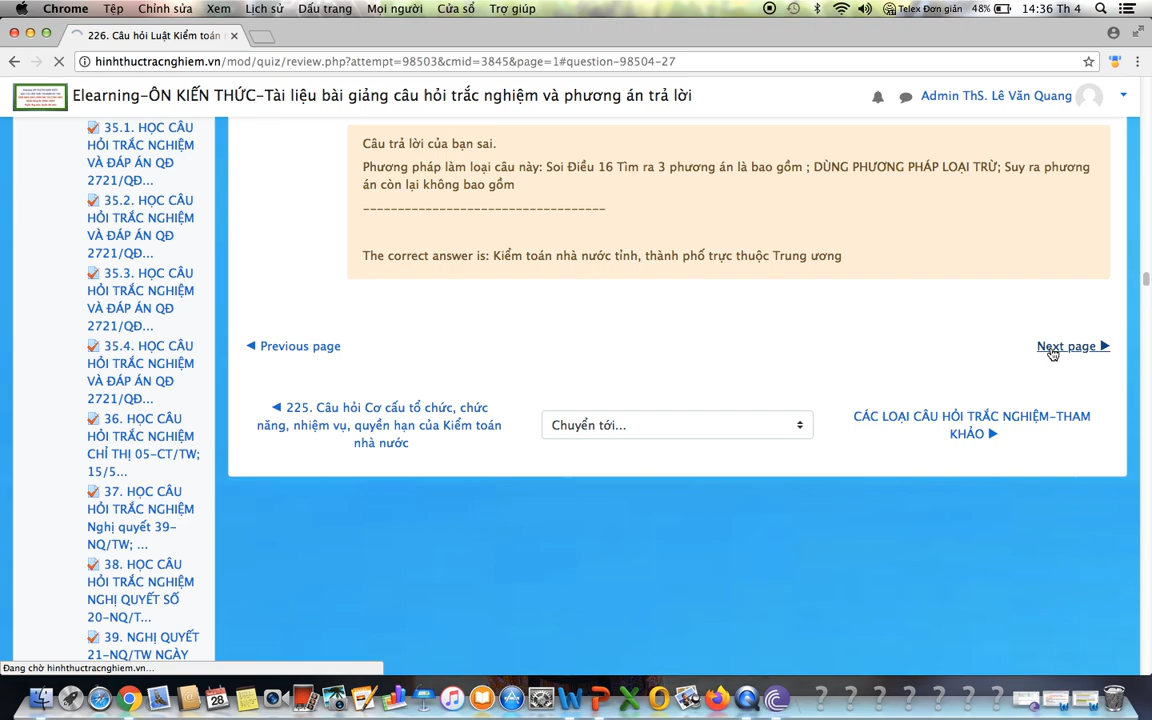 Chrome Tệp Chỉnh sửa Xem Lịch sử Dấu trang Mọi người Cửa sổ Trợ giúp Telex Đơn giản 48% 14:36 Th 4
226. Câu hỏi Luật Kiểm toán
hinhthuctracnghiem.vn/mod/quiz/review.php?attempt=98503&cmid=3845&page=1#question-98504-27
Elearning-ÔN KIẾN THỨC-Tài liệu bài giảng câu hỏi trắc nghiệm và phương án trả lời
Admin ThS. Lê Văn Quang
35.1. HỌC CÂU
HỎI TRẮC NGHIỆM
VÀ ĐÁP ÁN QĐ
2721/QĐ...
35.2. HỌC CÂU
HỎI TRẮC NGHIỆM
VÀ ĐÁP ÁN QĐ
2721/QĐ...
35.3. HỌC CÂU
HỎI TRẮC NGHIỆM
VÀ ĐÁP ÁN QĐ
2721/QĐ...
35.4. HỌC CÂU
HỎI TRẮC NGHIỆM
VÀ ĐÁP ÁN QĐ
2721/QĐ...
36. HỌC CÂU
HỎI TRẮC NGHIỆM
CHỈ THỊ 05-CT/TW;
15/5...
37. HỌC CÂU
HỎI TRẮC NGHIỆM
Nghị quyết 39-
NQ/TW; ...
38. HỌC CÂU
HỎI TRẮC NGHIỆM
NGHỊ QUYẾT SỐ
20-NQ/T...
39. NGHỊ QUYẾT
21-NQ/TW NGÀY
Câu trả lời của bạn sai.
Phương pháp làm loại câu này: Soi Điều 16 Tìm ra 3 phương án là bao gồm ; DÙNG PHƯƠNG PHÁP LOẠI TRỪ; Suy ra phương
án còn lại không bao gồm
-----------------------------------
The correct answer is: Kiểm toán nhà nước tỉnh, thành phố trực thuộc Trung ương
◀ Previous page
Next page ▶
◀ 225. Câu hỏi Cơ cấu tổ chức, chức
năng, nhiệm vụ, quyền hạn của Kiểm toán
nhà nước
Chuyển tới...
CÁC LOẠI CÂU HỎI TRẮC NGHIỆM-THAM
KHẢO ▶
Đang chờ hinhthuctracnghiem.vn...
28